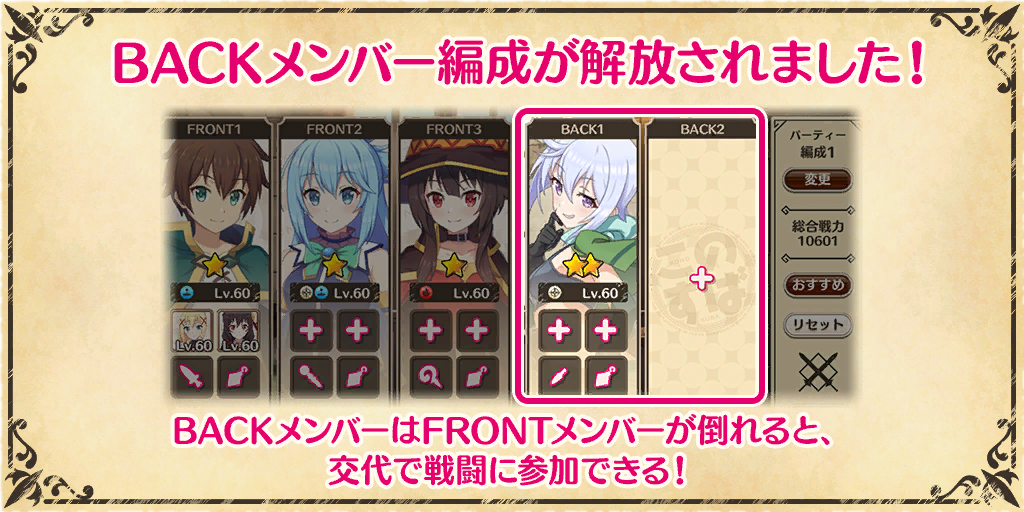 BACKメンバー編成が解放されました!
FRONT1
FRONT2
FRONT3
BACK1
BACK2
パーティー
編成1
変更
総合戦力
10601
おすすめ
リセット
Lv.60
Lv.60
Lv.60
Lv.60
Lv.60
Lv.60
このすば
BACKメンバーはFRONTメンバーが倒れると、
交代で戦闘に参加できる!